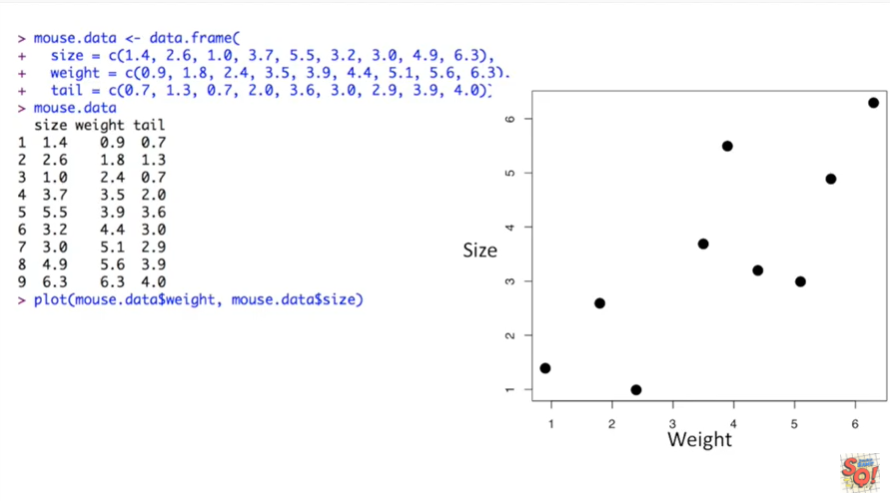 > mouse.data <- data.frame(
+   size = c(1.4, 2.6, 1.0, 3.7, 5.5, 3.2, 3.0, 4.9, 6.3),
+   weight = c(0.9, 1.8, 2.4, 3.5, 3.9, 4.4, 5.1, 5.6, 6.3),
+   tail = c(0.7, 1.3, 0.7, 2.0, 3.6, 3.0, 2.9, 3.9, 4.0))
> mouse.data
  size weight tail
1  1.4    0.9  0.7
2  2.6    1.8  1.3
3  1.0    2.4  0.7
4  3.7    3.5  2.0
5  5.5    3.9  3.6
6  3.2    4.4  3.0
7  3.0    5.1  2.9
8  4.9    5.6  3.9
9  6.3    6.3  4.0
> plot(mouse.data$weight, mouse.data$size)
6
5
4
3
2
1
Size
1 2 3 4 5 6
Weight
SQ!